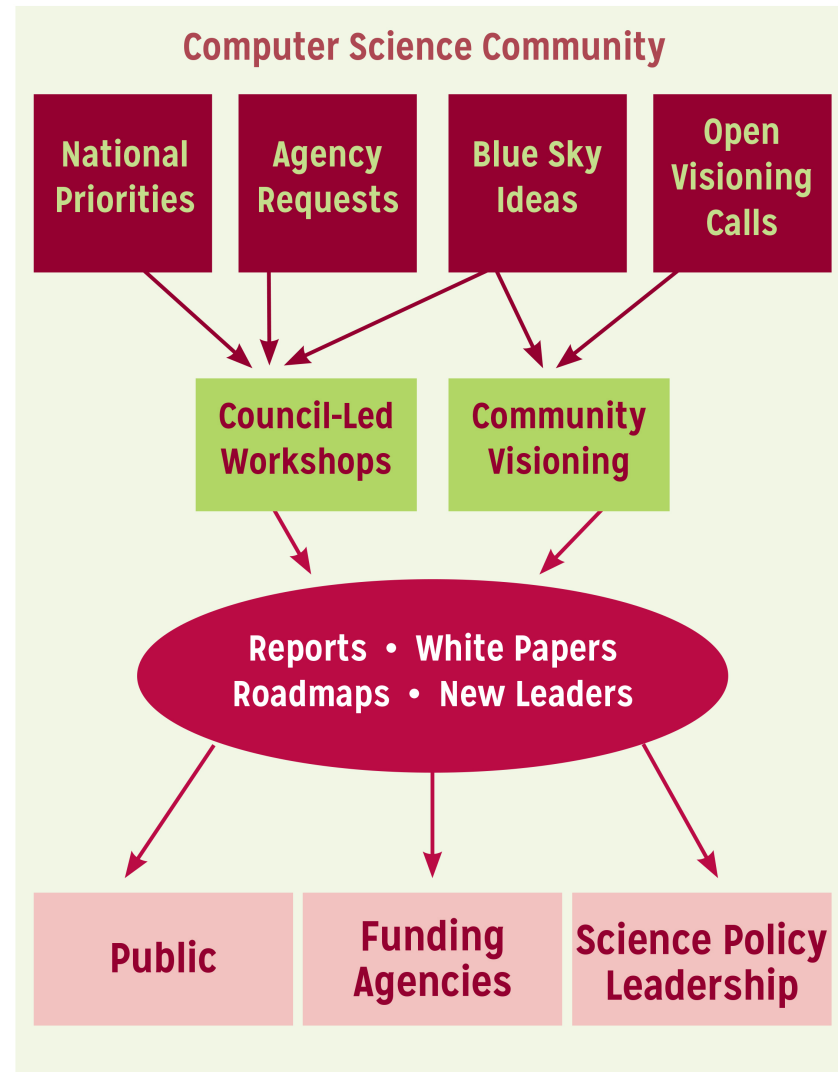 Computer Science Community
National
Priorities
Agency
Requests
Blue Sky
Ideas
Open
Visioning
Calls
Council-Led
Workshops
Community
Visioning
Reports • White Papers
Roadmaps • New Leaders
Public
Funding
Agencies
Science Policy
Leadership